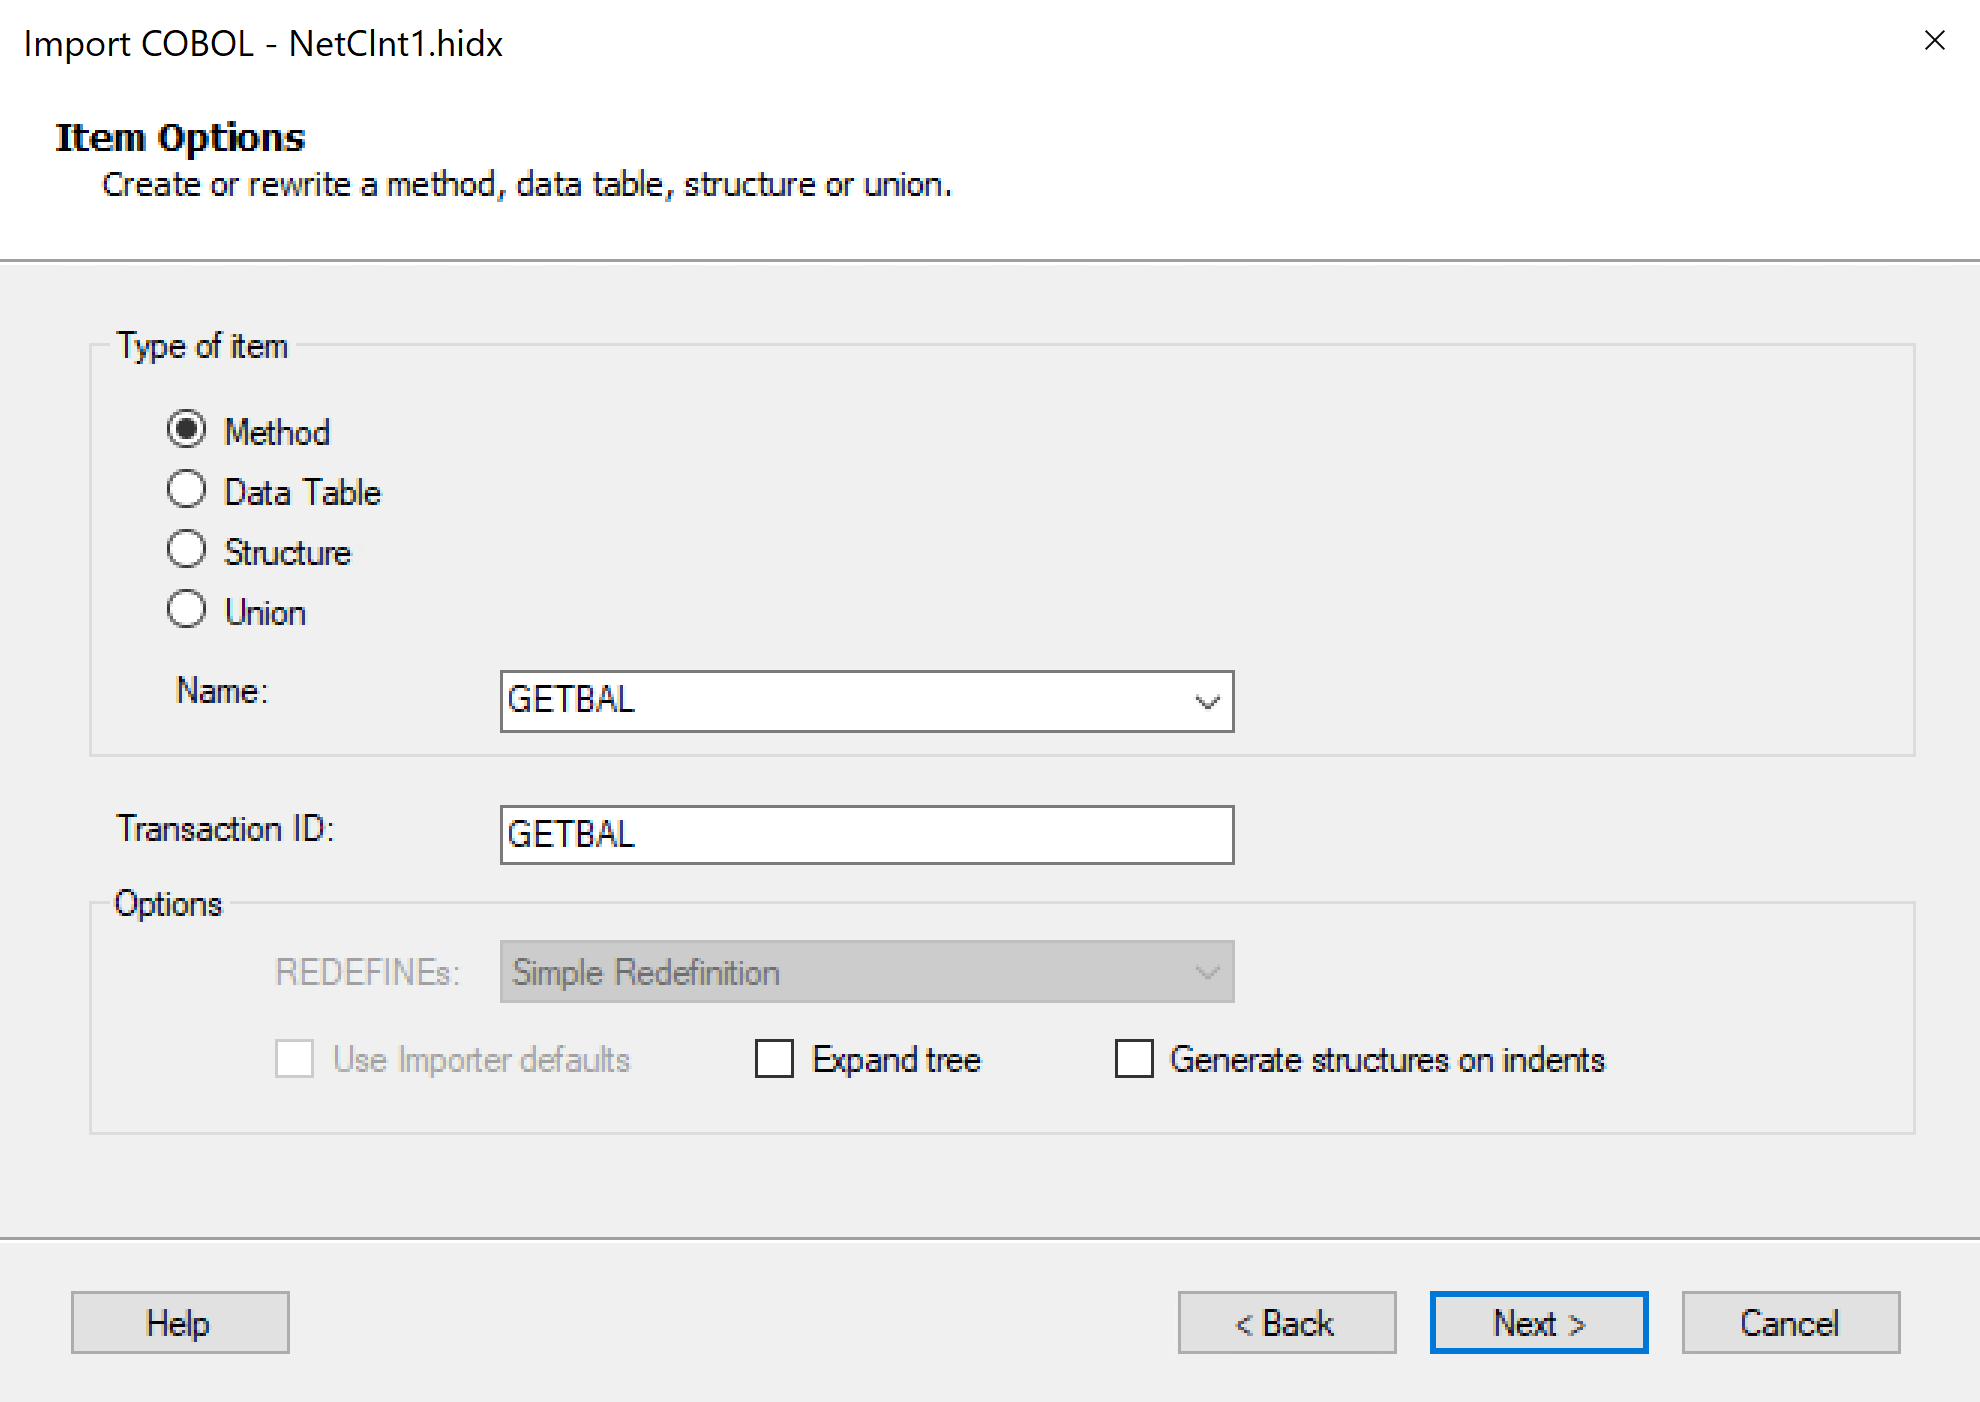 Import COBOL - NetClnt1.hidx
Item Options
Create or rewrite a method, data table, structure or union.
Type of item
Method
Data Table
Structure
Union
Name: GETBAL
Transaction ID: GETBAL
Options
REDEFINEs: Simple Redefinition
Use Importer defaults Expand tree Generate structures on indents
Help < Back Next > Cancel